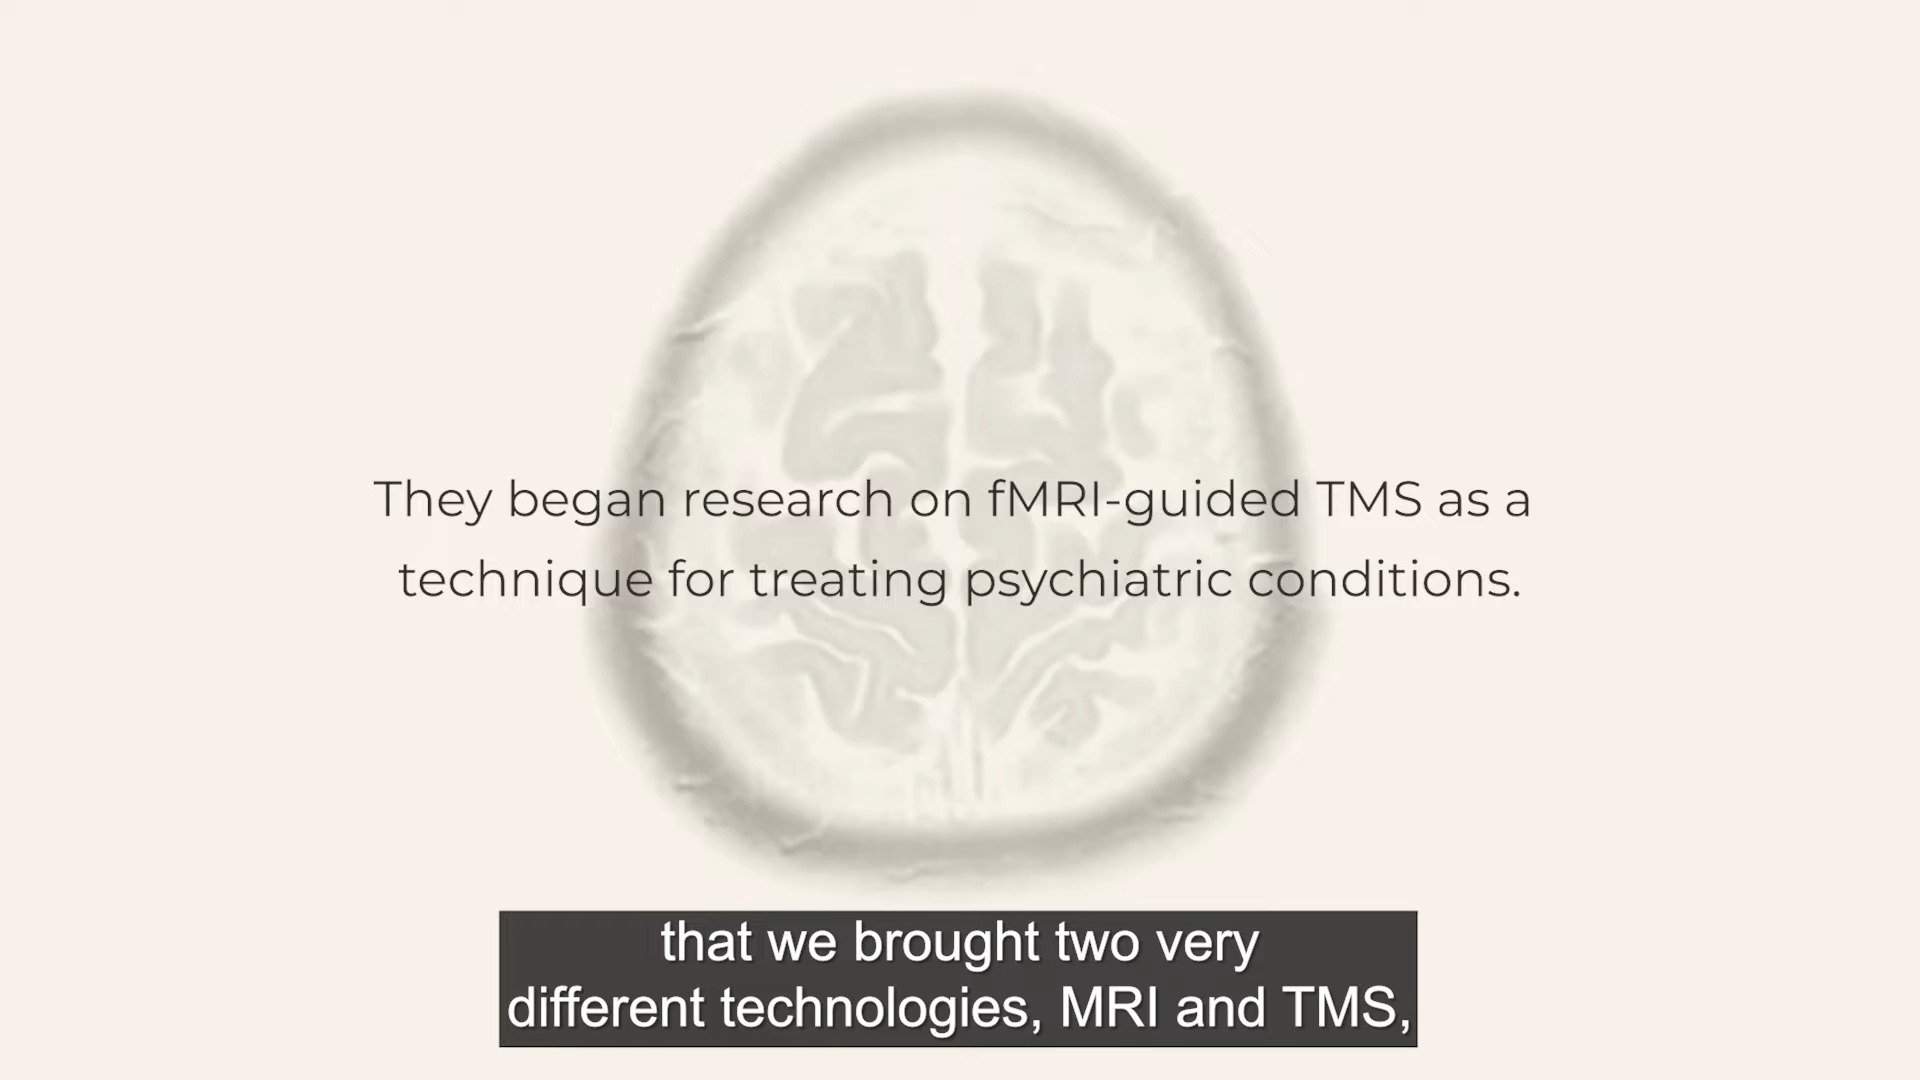 They began research on fMRI-guided TMS as a
technique for treating psychiatric conditions.
that we brought two very
different technologies, MRI and TMS,